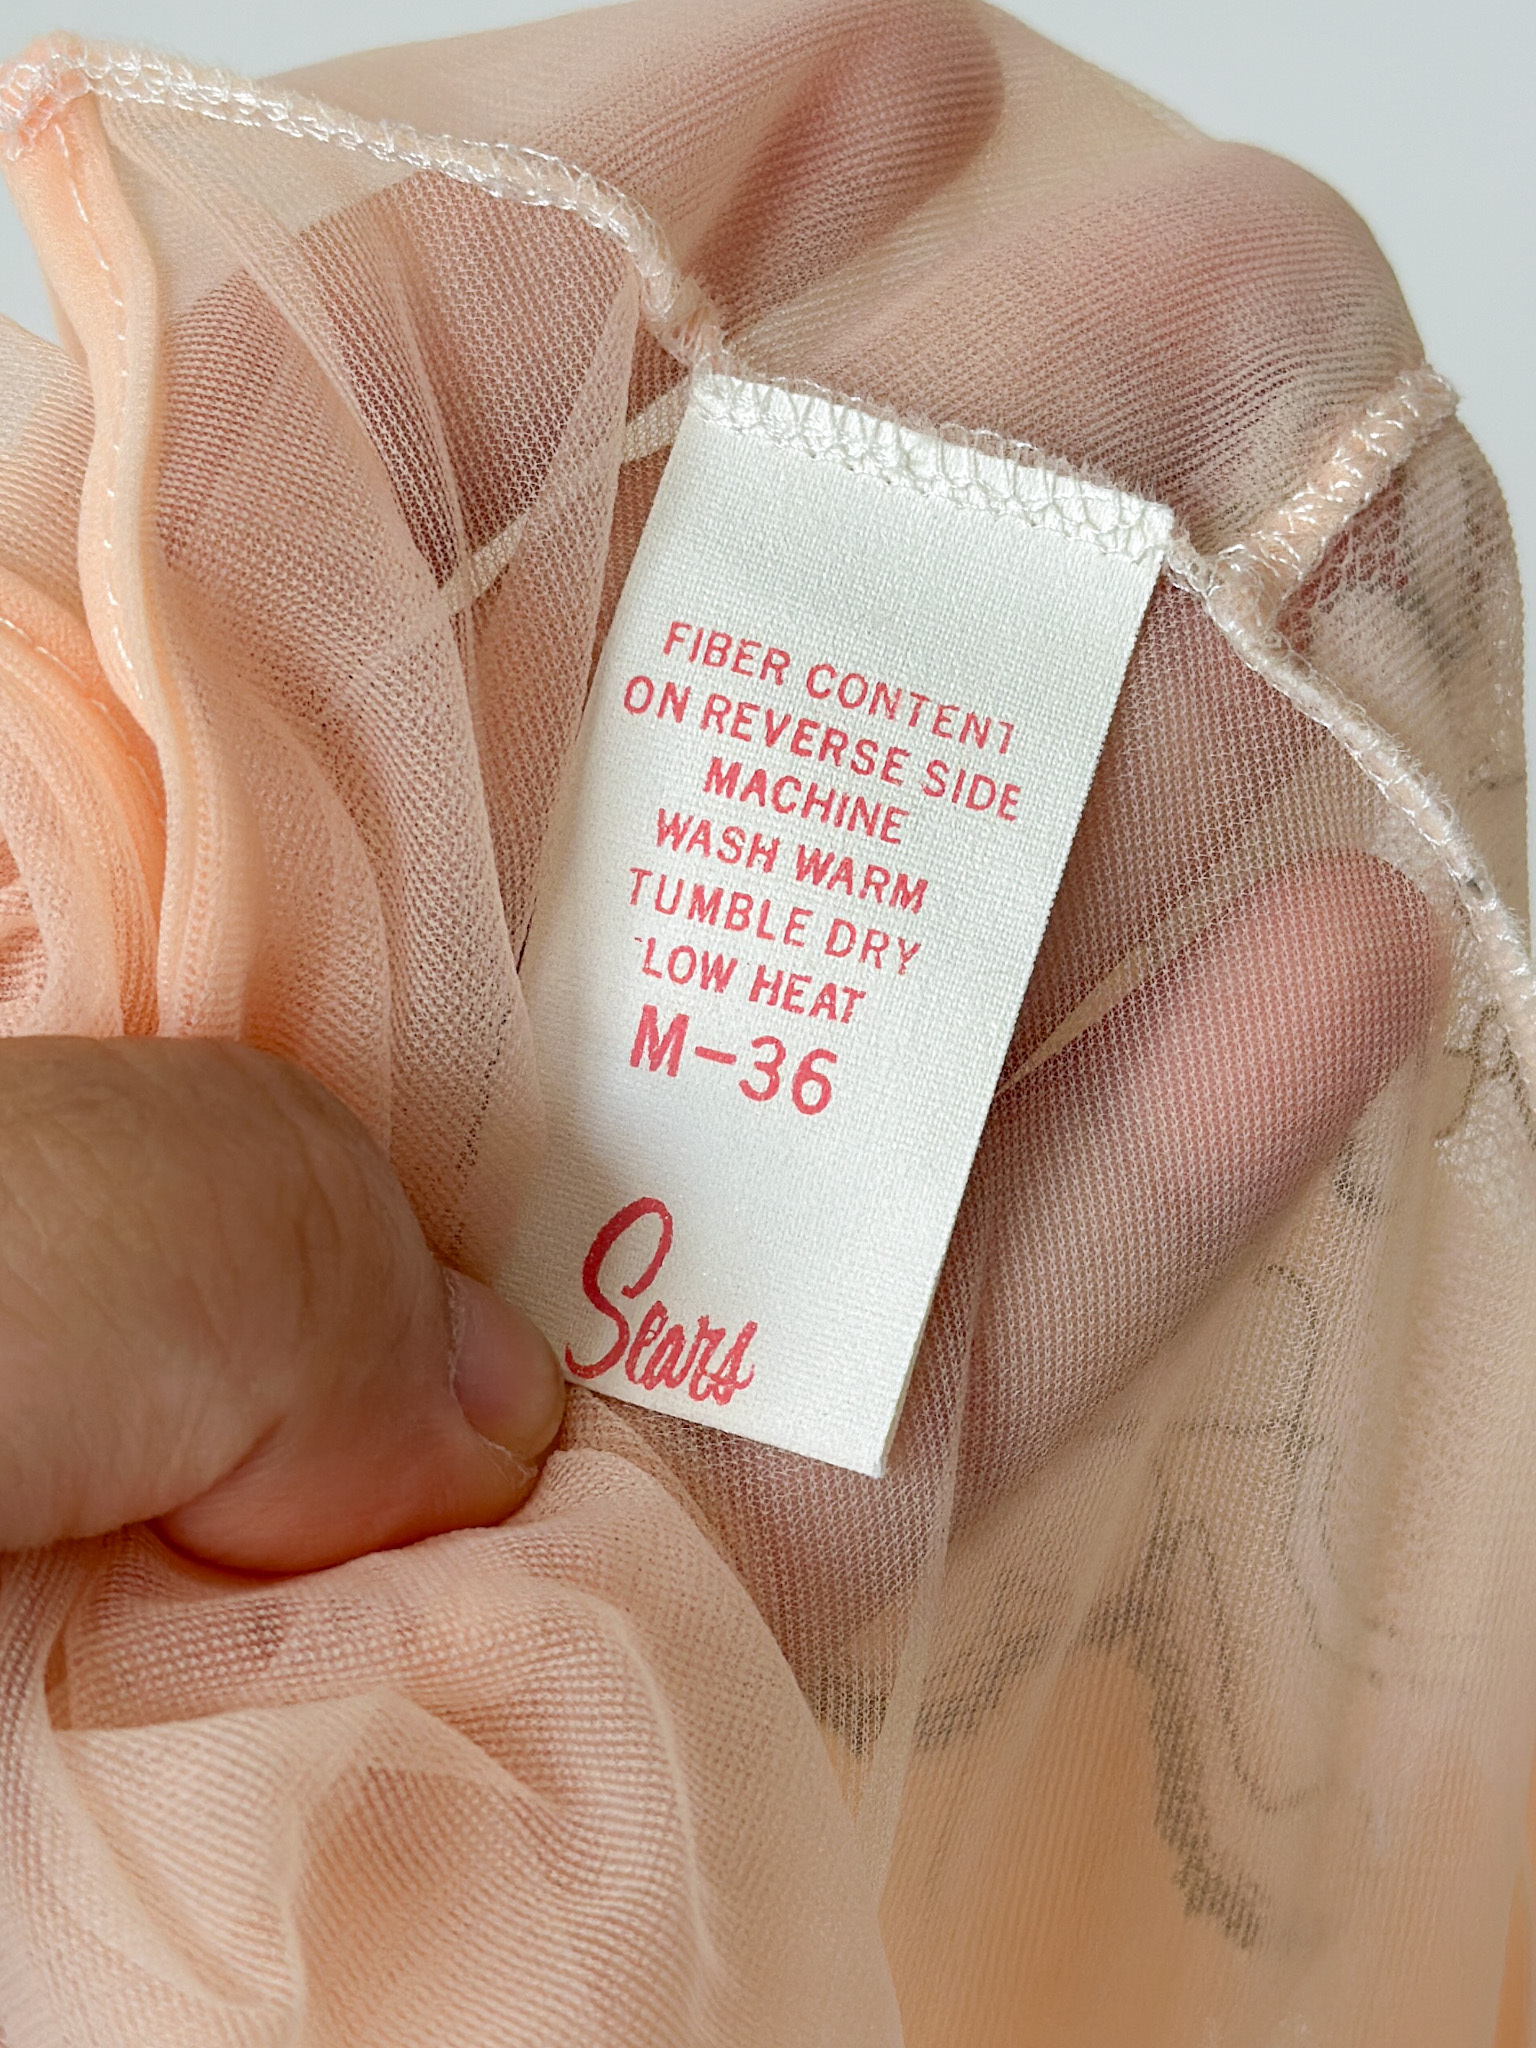 FIBER CONTENT
ON REVERSE SIDE
MACHINE
WASH WARM
TUMBLE DRY
LOW HEAT
M-36
Sears